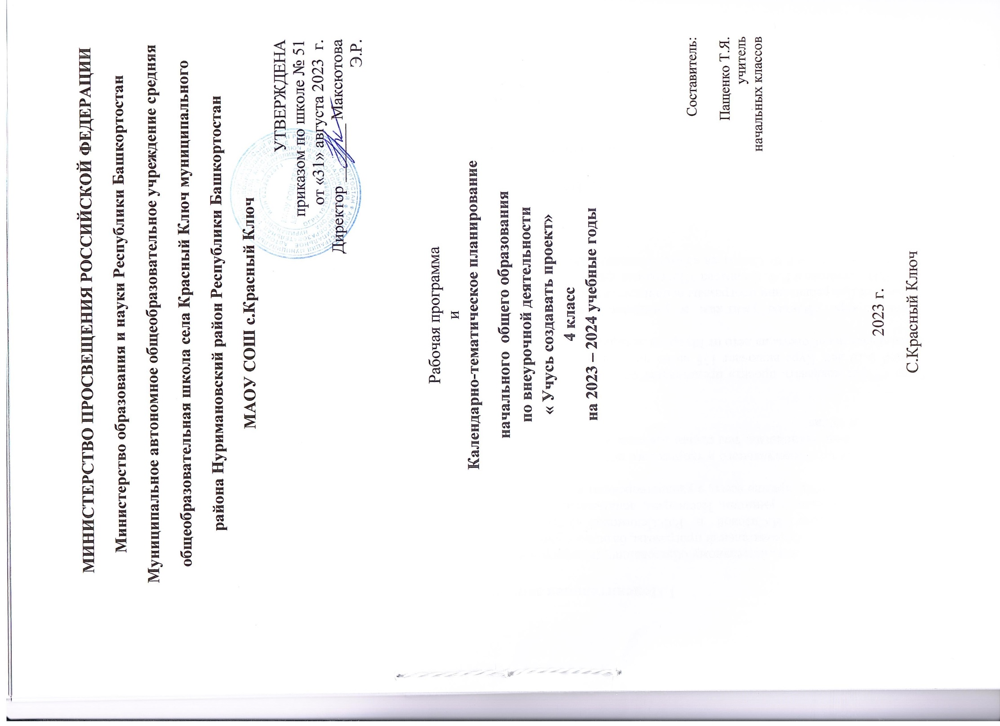 МИНИСТЕРСТВО ПРОСВЕЩЕНИЯ РОССИЙСКОЙ ФЕДЕРАЦИИ
Министерство образования и науки Республики Башкортостан
Муниципальное автономное общеобразовательное учреждение средняя
общеобразовательная школа села Красный Ключ муниципального
района Нуримановский район Республики Башкортостан
МАОУ СОШ с.Красный Ключ
УТВЕРЖДЕНА
приказом по школе № 51
от «31» августа 2023 г.
Директор Максютова
Э.Р.
Рабочая программа
и
Календарно-тематическое планирование
начального общего образования
по внеурочной деятельности
« Учусь создавать проект»
4 класс
на 2023 – 2024 учебные годы
Составитель:
Пащенко Т.Я.
учитель
начальных классов
2023 г.
С.Красный Ключ